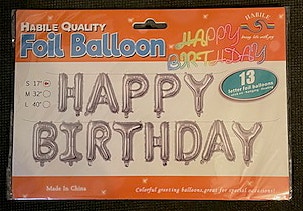 HABILE QUALITY
Foil Balloon
HAPPY
BIRTHDAY
HABILE
S 17"
M 32"
L 40"
13
letter foil balloons
HAPPY
BIRTHDAY
Made In China
Colorful greeting balloons, great for special occasions!